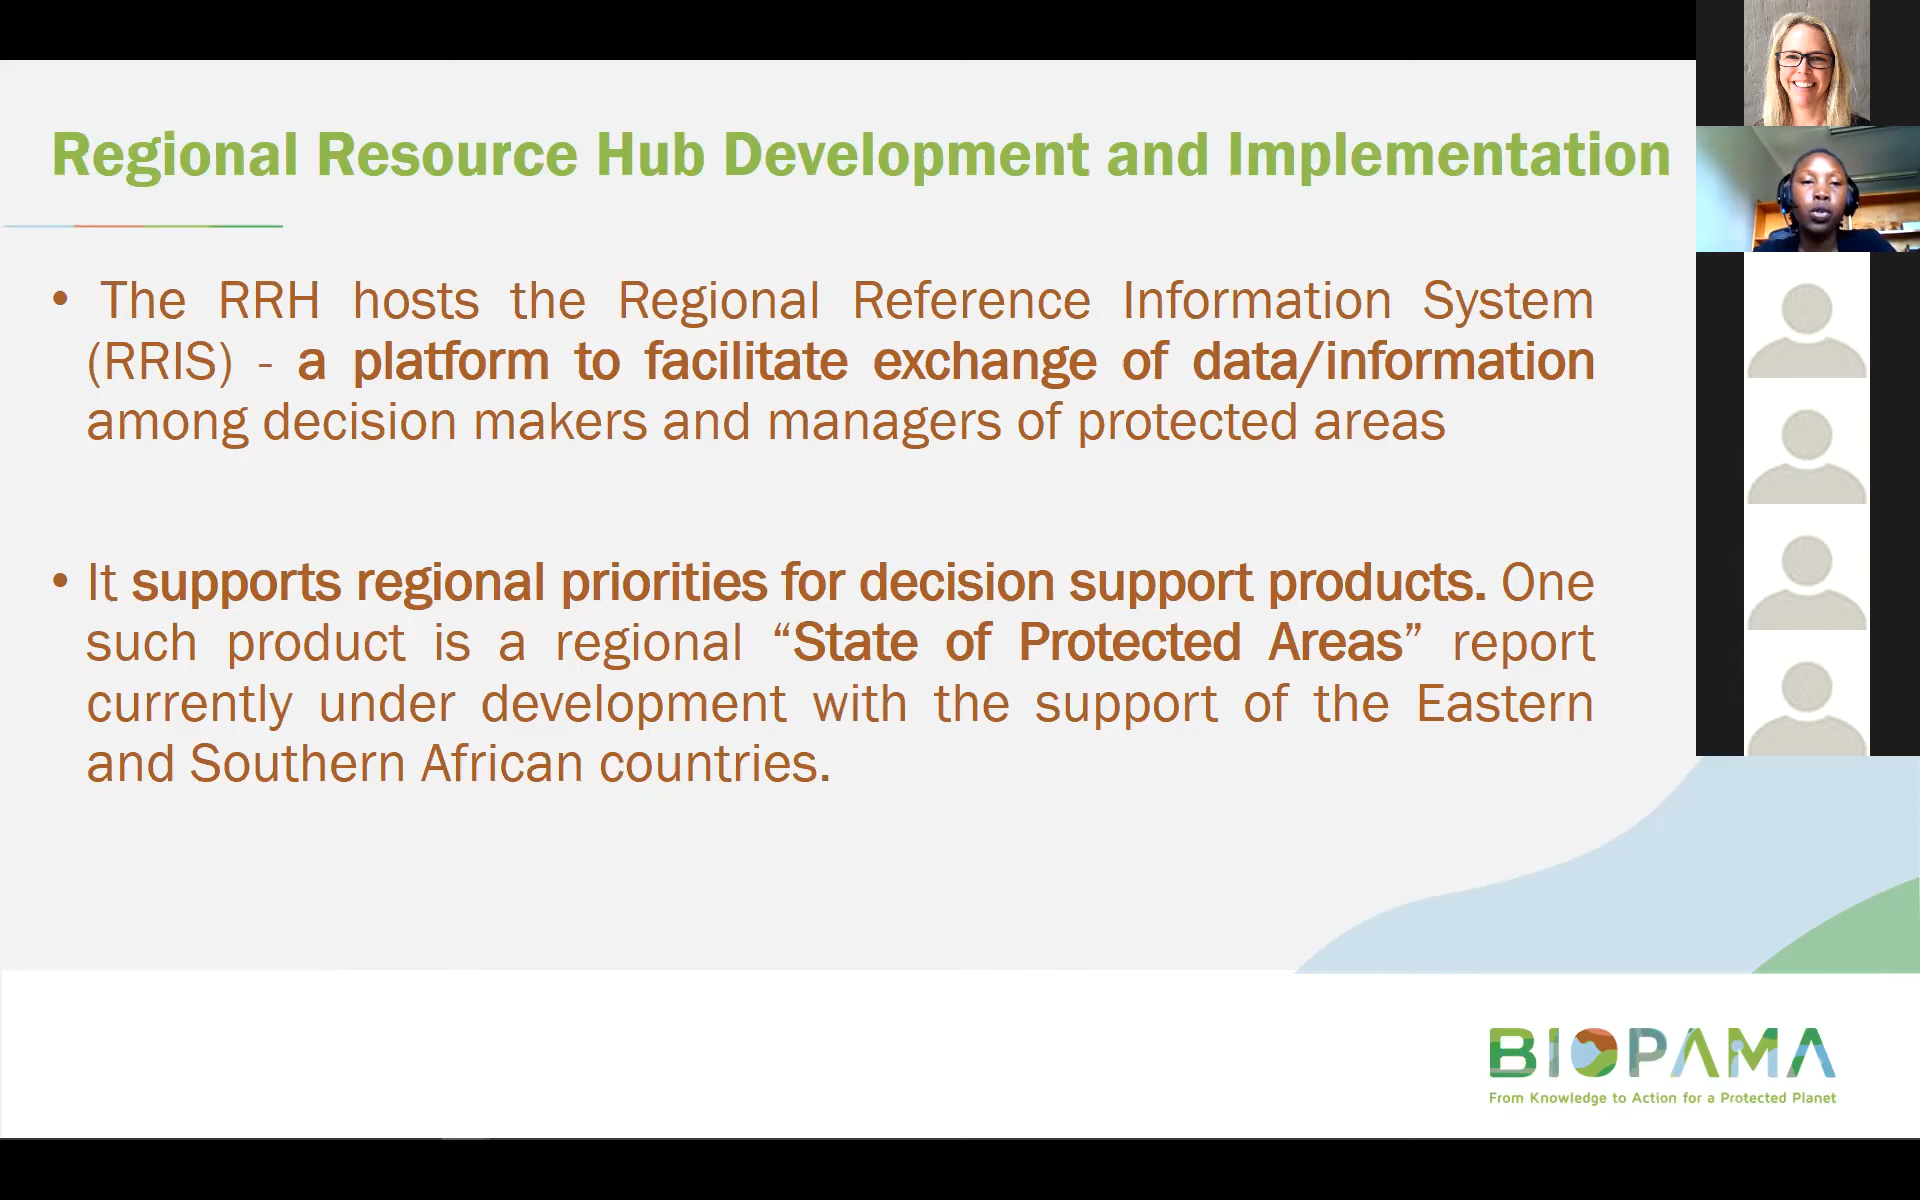 Regional Resource Hub Development and Implementation
• The RRH hosts the Regional Reference Information System
(RRIS) - a platform to facilitate exchange of data/information
among decision makers and managers of protected areas
• It supports regional priorities for decision support products. One
such product is a regional “State of Protected Areas” report
currently under development with the support of the Eastern
and Southern African countries.
BIOPAMA
From Knowledge to Action for a Protected Planet